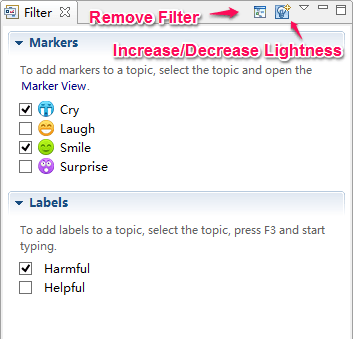 Filter
Remove Filter
Increase/Decrease Lightness
Markers
To add markers to a topic, select the topic and open the
Marker View.
Cry
Laugh
Smile
Surprise
Labels
To add labels to a topic, select the topic, press F3 and start
typing.
Harmful
Helpful